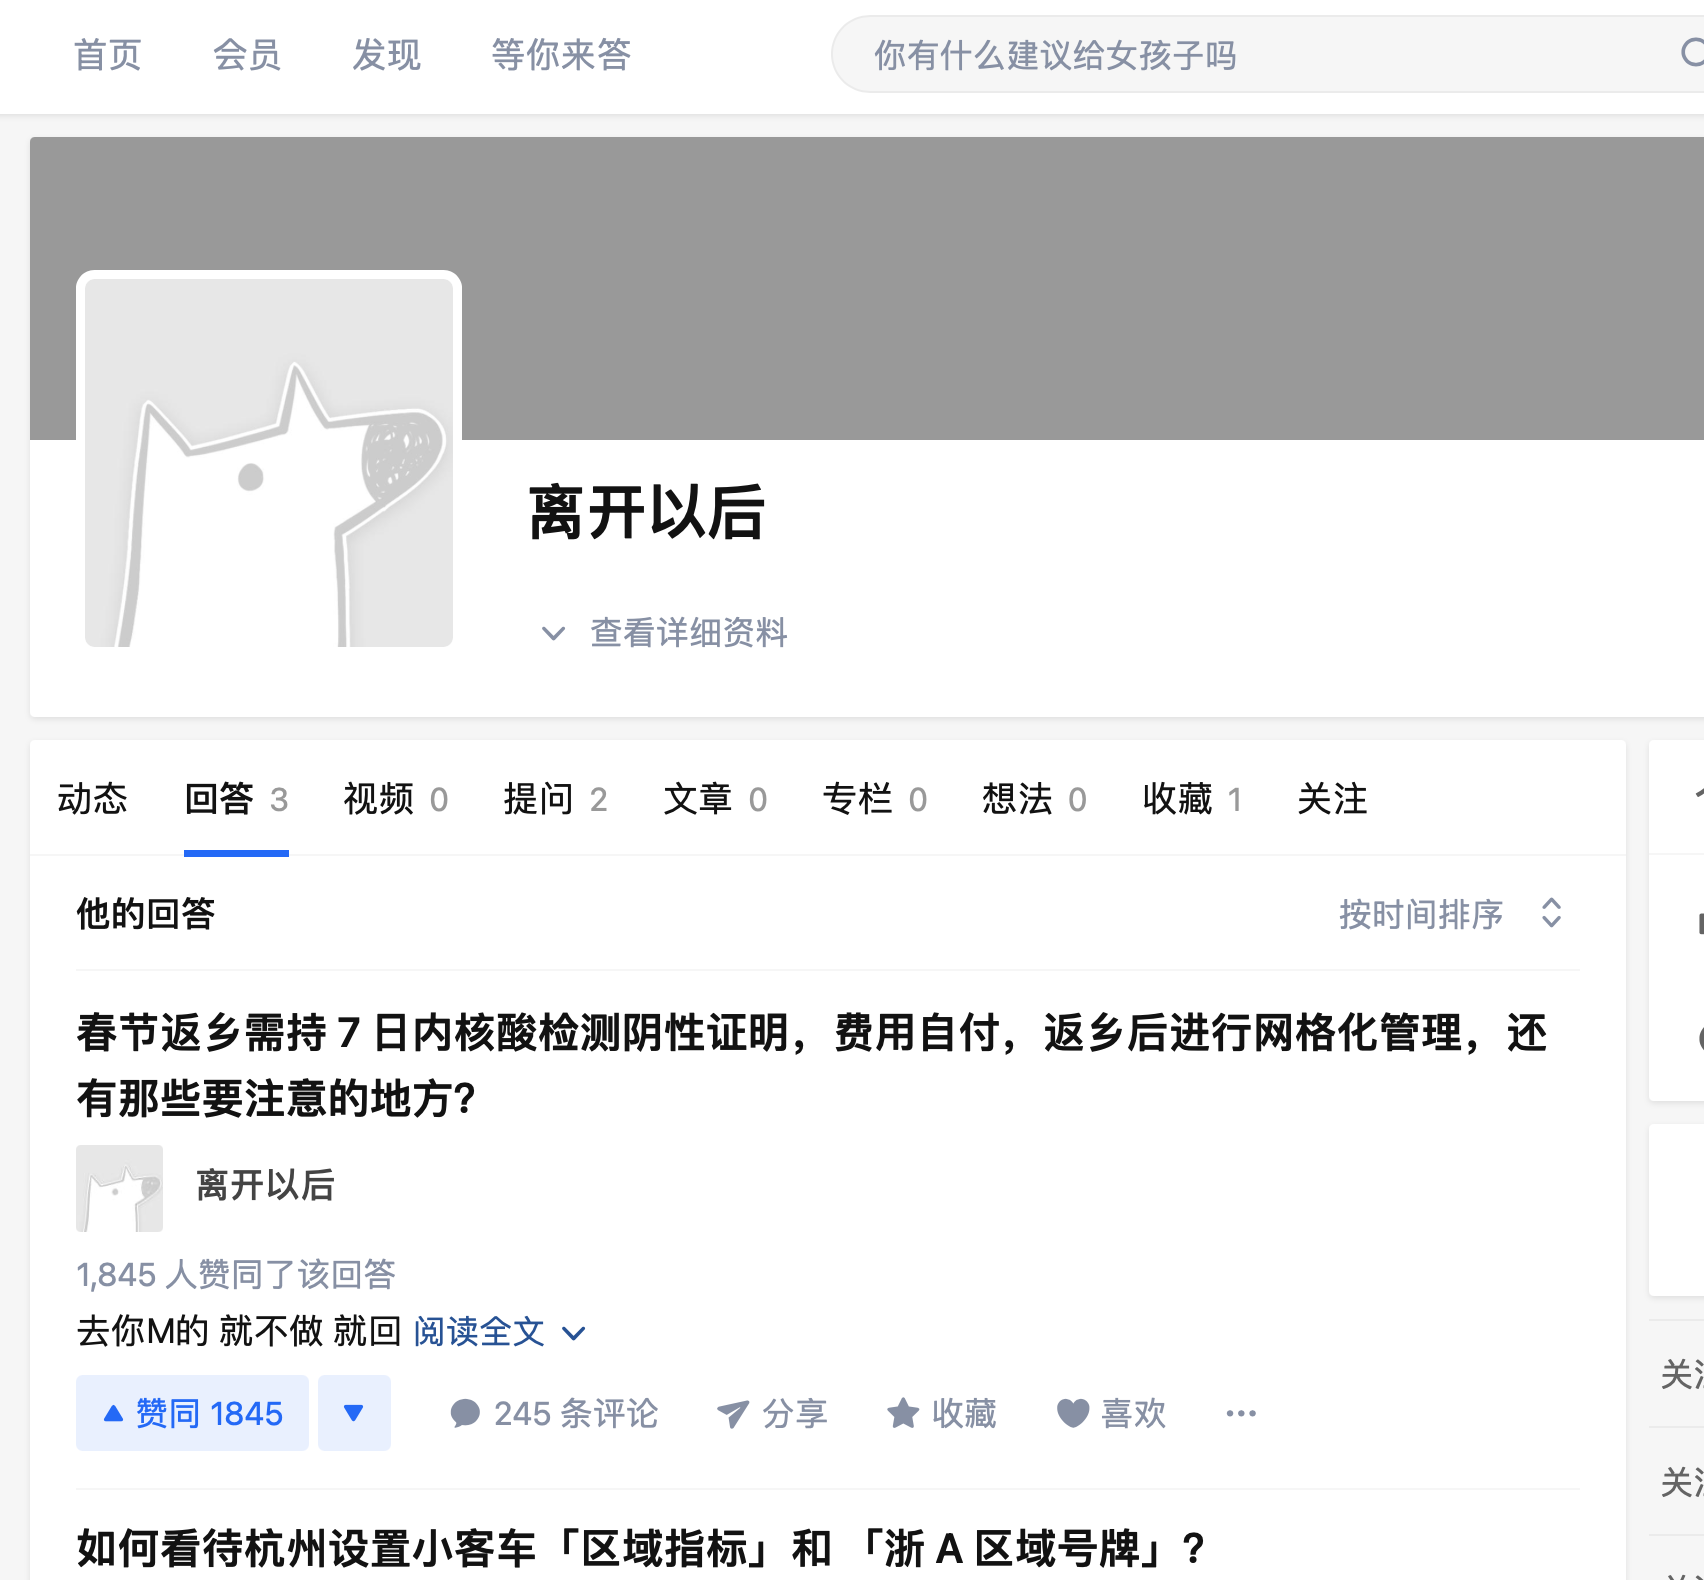 首页 会员 发现 等你来答 你有什么建议给女孩子吗
离开以后
查看详细资料
动态 回答 3 视频 0 提问 2 文章 0 专栏 0 想法 0 收藏 1 关注
他的回答 按时间排序
春节返乡需持 7 日内核酸检测阴性证明，费用自付，返乡后进行网格化管理，还
有那些要注意的地方?
离开以后
1,845 人赞同了该回答
去你M的 就不做 就回 阅读全文
赞同 1845 245 条评论 分享 收藏 喜欢
关
关
如何看待杭州设置小客车「区域指标」和 「浙 A 区域号牌」?